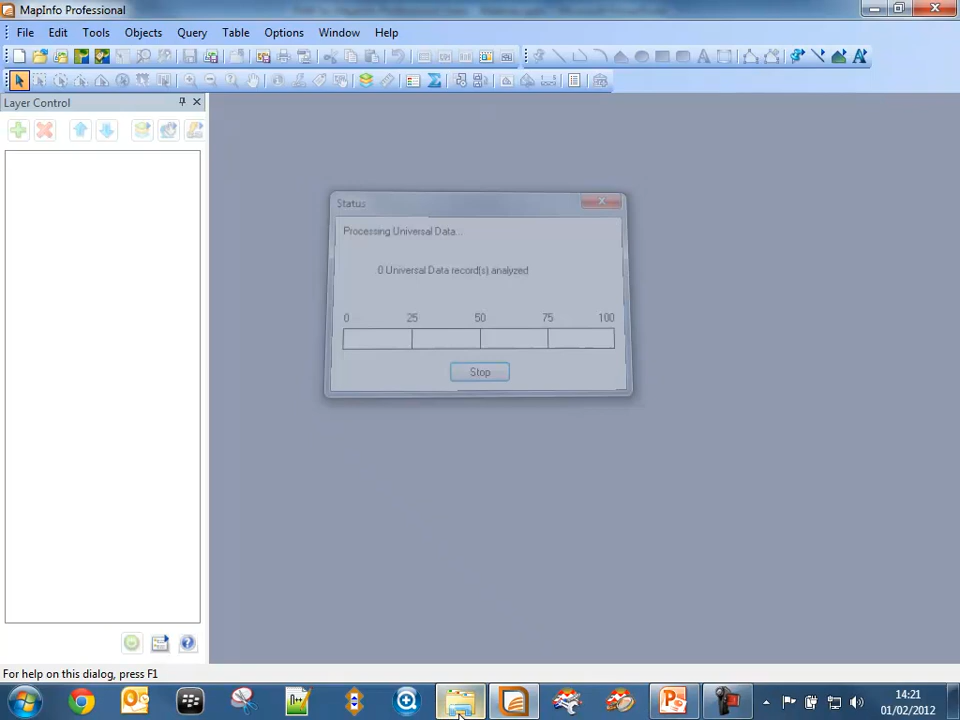 MapInfo Professional
File Edit Tools Objects Query Table Options Window Help
Layer Control
Status
Processing Universal Data...
0 Universal Data record(s) analyzed
0 25 50 75 100
Stop
For help on this dialog, press F1
14:21
01/02/2012